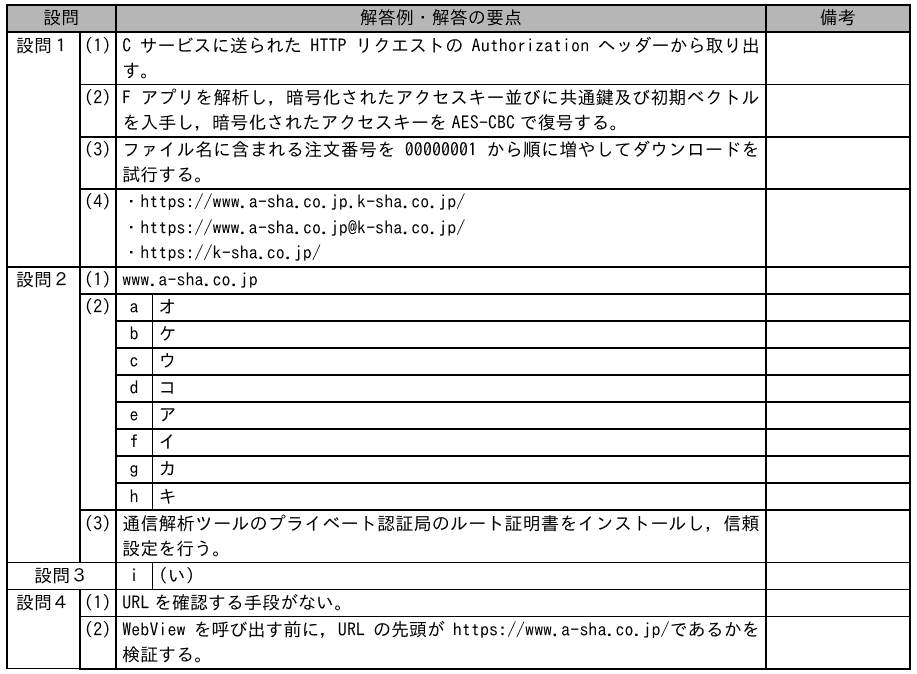 設問 解答例・解答の要点 備考
設問1 (1) C サービスに送られた HTTP リクエストの Authorization ヘッダーから取り出
す。
(2) F アプリを解析し，暗号化されたアクセスキー並びに共通鍵及び初期ベクトル
を入手し，暗号化されたアクセスキーを AES-CBC で復号する。
(3) ファイル名に含まれる注文番号を 00000001 から順に増やしてダウンロードを
試行する。
(4) ・https://www.a-sha.co.jp.k-sha.co.jp/
・https://www.a-sha.co.jp@k-sha.co.jp/
・https://k-sha.co.jp/
設問2 (1) www.a-sha.co.jp
(2) a オ
b ケ
c ウ
d コ
e ア
f イ
g カ
h キ
(3) 通信解析ツールのプライベート認証局のルート証明書をインストールし，信頼
設定を行う。
設問3 i （い）
設問4 (1) URL を確認する手段がない。
(2) WebView を呼び出す前に，URL の先頭が https://www.a-sha.co.jp/であるかを
検証する。